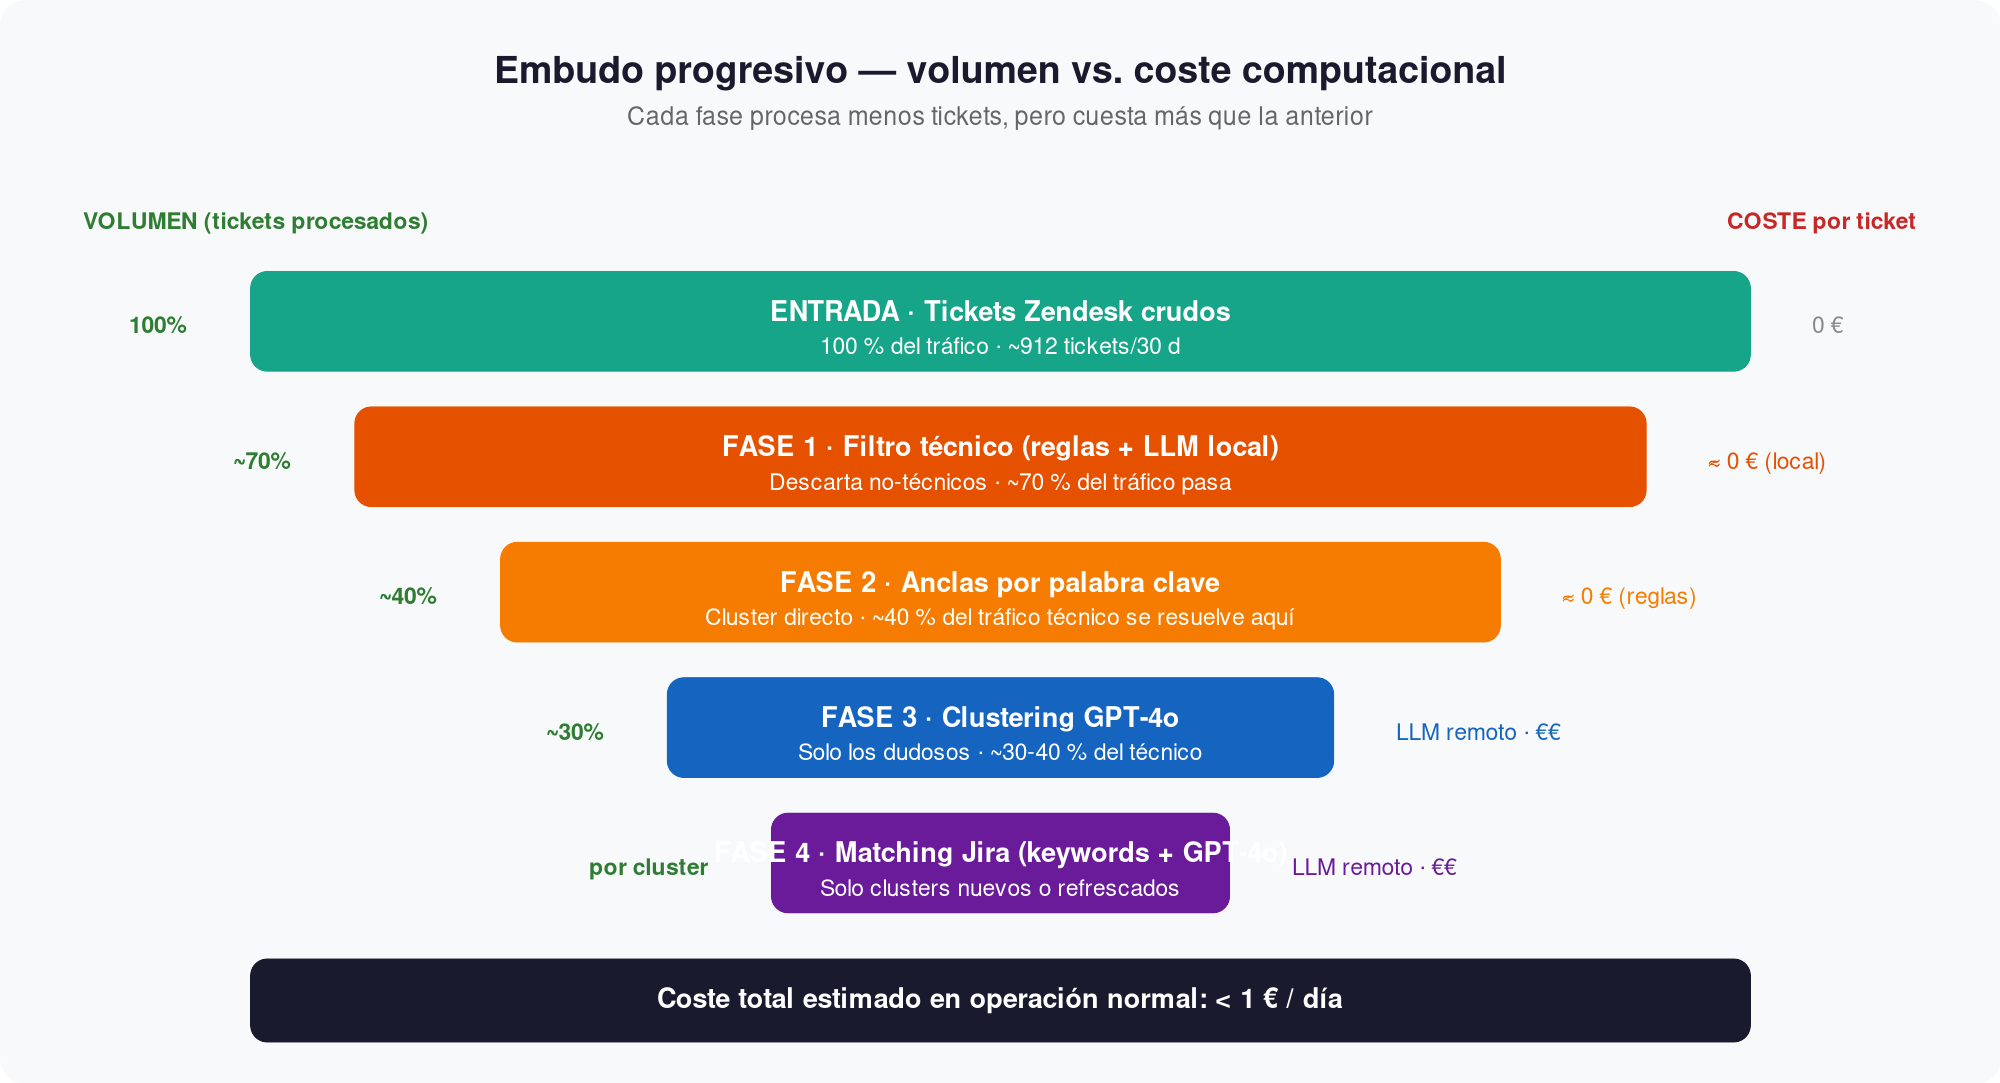 Embudo progresivo — volumen vs. coste computacional
Cada fase procesa menos tickets, pero cuesta más que la anterior
VOLUMEN (tickets procesados)
COSTE por ticket
ENTRADA · Tickets Zendesk crudos
100%
0 €
100 % del tráfico · ~912 tickets/30 d
FASE 1 · Filtro técnico (reglas + LLM local)
~70%
≈ 0 € (local)
Descarta no-técnicos · ~70 % del tráfico pasa
FASE 2 · Anclas por palabra clave
~40%
≈ 0 € (reglas)
Cluster directo · ~40 % del tráfico técnico se resuelve aquí
FASE 3 · Clustering GPT-4o
~30%
LLM remoto · €€
Solo los dudosos · ~30-40 % del técnico
FASE 4 · Matching Jira (keywords + GPT-4o)
por cluster
LLM remoto · €€
Solo clusters nuevos o refrescados
Coste total estimado en operación normal: < 1 € / día